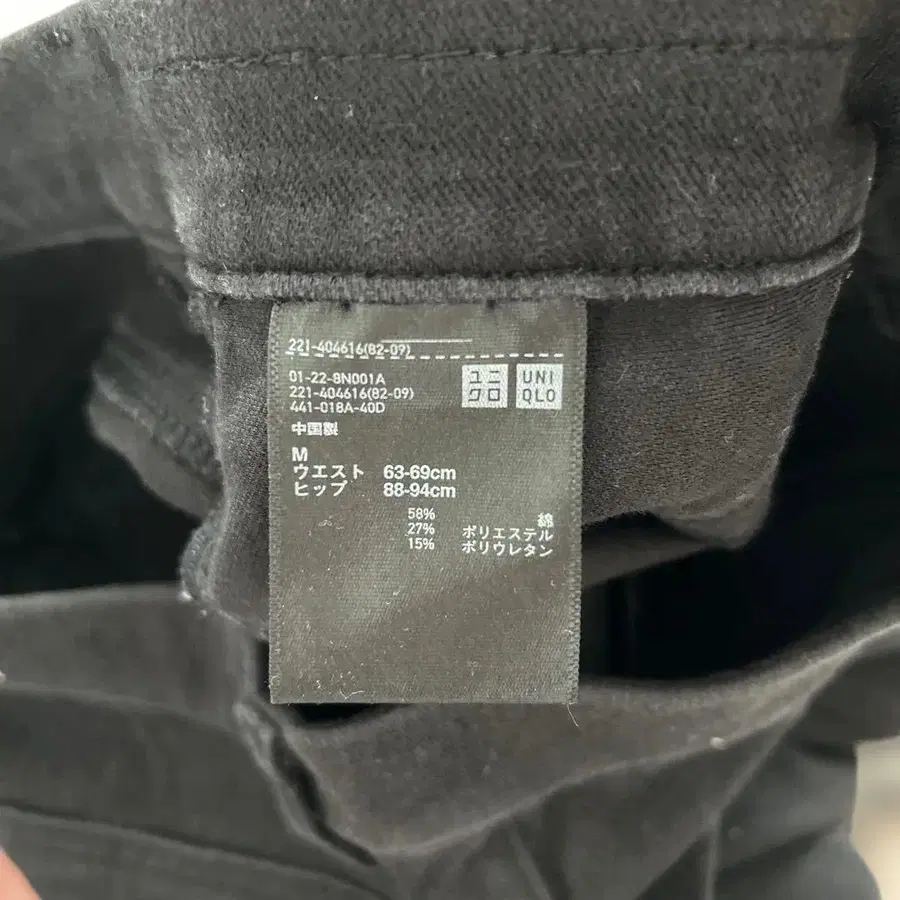 221-404616(82-09)
01-22-8N001A
221-404616(82-09)
441-018A-40D
ユニ
クロ
UNI
QLO
中国製
M
ウエスト 63-69cm
ヒップ 88-94cm
58% 綿
27% ポリエステル
15% ポリウレタン